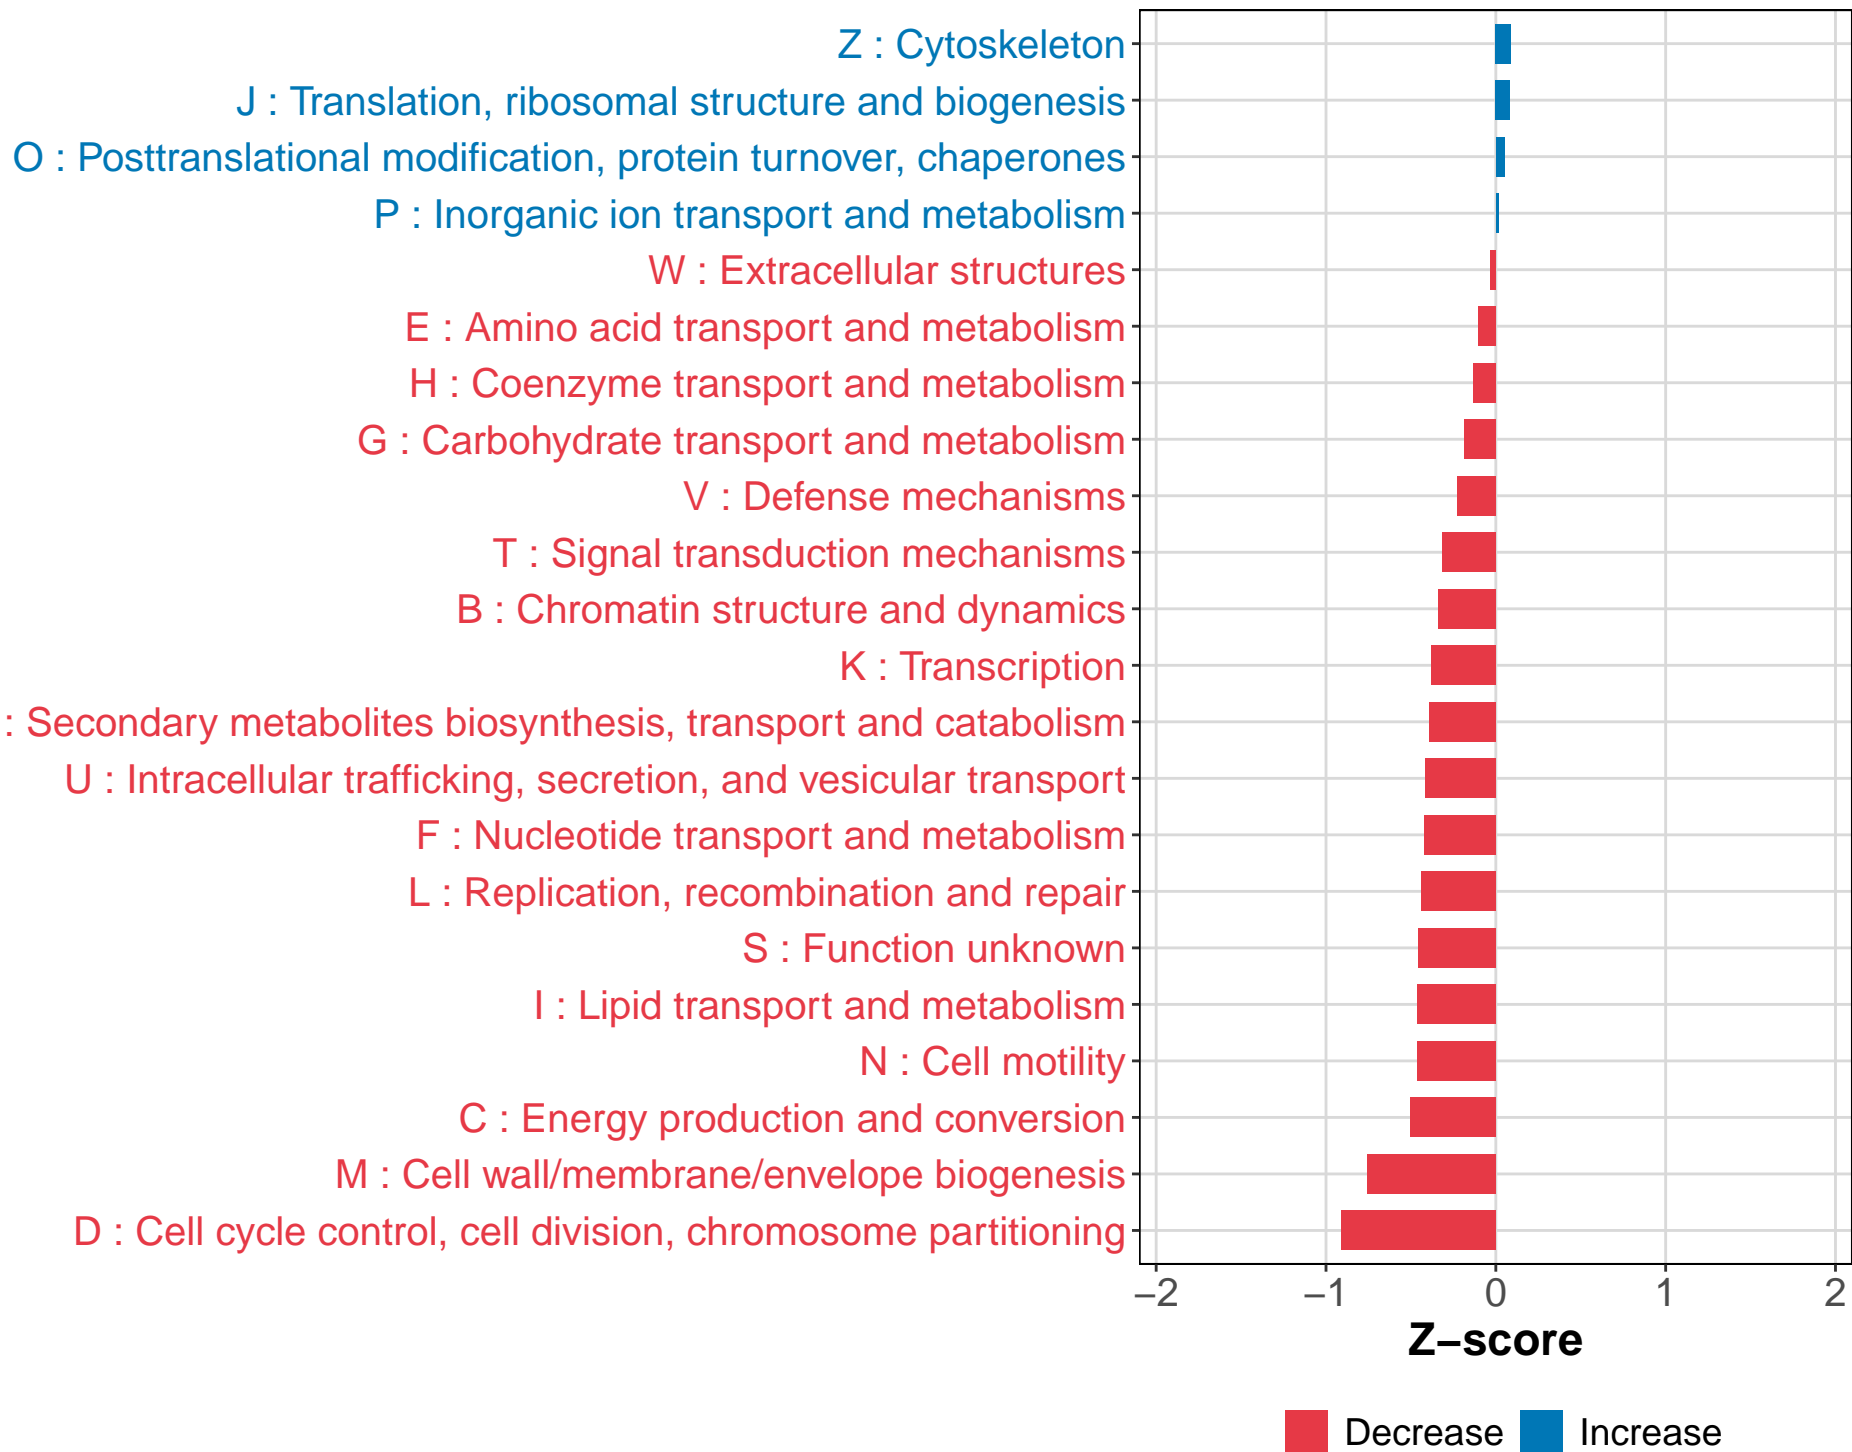 Z : Cytoskeleton
J : Translation, ribosomal structure and biogenesis
O : Posttranslational modification, protein turnover, chaperones
P : Inorganic ion transport and metabolism
W : Extracellular structures
E : Amino acid transport and metabolism
H : Coenzyme transport and metabolism
G : Carbohydrate transport and metabolism
V : Defense mechanisms
T : Signal transduction mechanisms
B : Chromatin structure and dynamics
K : Transcription
: Secondary metabolites biosynthesis, transport and catabolism
U : Intracellular trafficking, secretion, and vesicular transport
F : Nucleotide transport and metabolism
L : Replication, recombination and repair
S : Function unknown
I : Lipid transport and metabolism
N : Cell motility
C : Energy production and conversion
M : Cell wall/membrane/envelope biogenesis
D : Cell cycle control, cell division, chromosome partitioning
−2 −1 0 1 2
Z−score
Decrease Increase